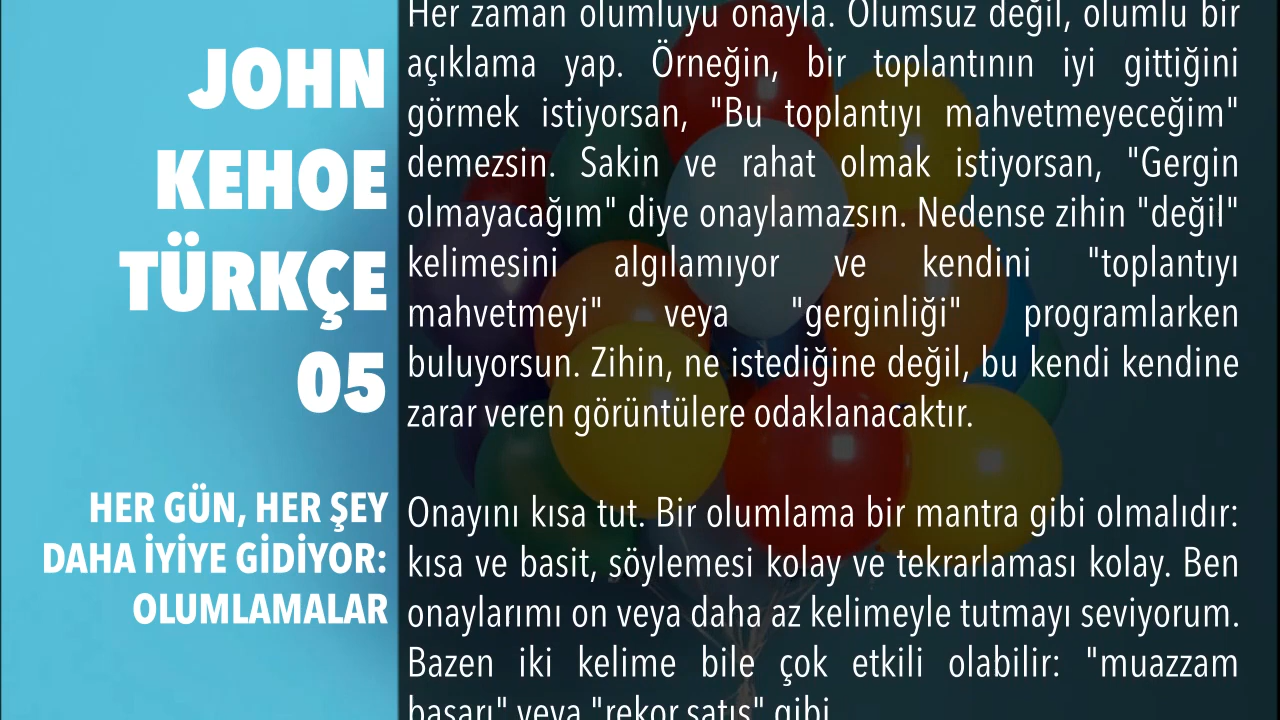 JOHN
KEHOE
TÜRKÇE
05
HER GÜN, HER ŞEY
DAHA İYİYE GİDİYOR:
OLUMLAMALAR
Her zaman olumluyu onayla. Olumsuz değil, olumlu bir
açıklama yap. Örneğin, bir toplantının iyi gittiğini
görmek istiyorsan, "Bu toplantıyı mahvetmeyeceğim"
demezsin. Sakin ve rahat olmak istiyorsan, "Gergin
olmayacağım" diye onaylamazsın. Nedense zihin "değil"
kelimesini algılamıyor ve kendini "toplantıyı
mahvetmeyi" veya "gerginliği" programlarken
buluyorsun. Zihin, ne istediğine değil, bu kendi kendine
zarar veren görüntülere odaklanacaktır.
Onayını kısa tut. Bir olumlama bir mantra gibi olmalıdır:
kısa ve basit, söylemesi kolay ve tekrarlaması kolay. Ben
onaylarımı on veya daha az kelimeyle tutmayı seviyorum.
Bazen iki kelime bile çok etkili olabilir: "muazzam
başarı" veya "rekor satış" gibi